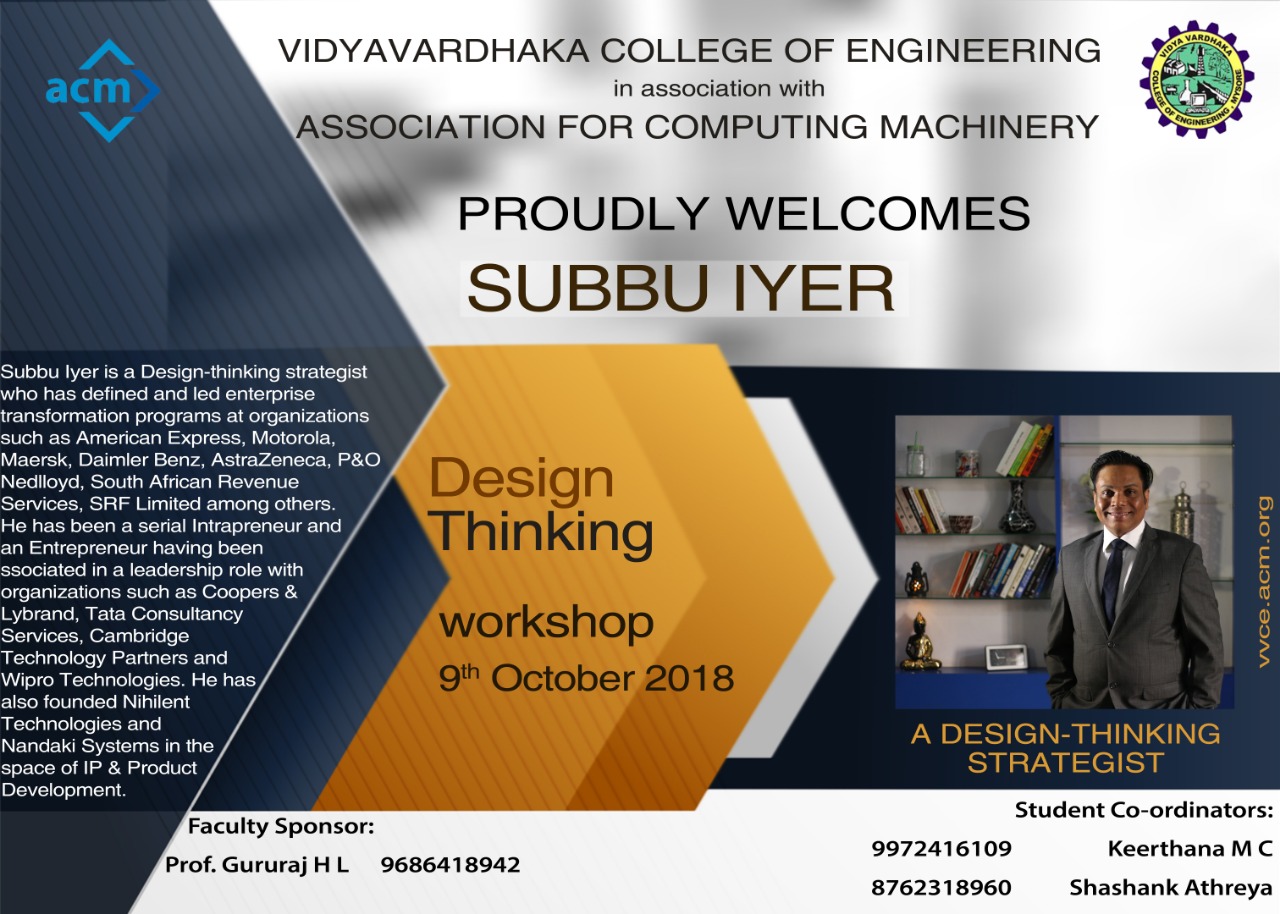 acm
VIDYAVARDHAKA COLLEGE OF ENGINEERING
in association with
ASSOCIATION FOR COMPUTING MACHINERY
VIDYA VARDHAKA
COLLEGE OF ENGINEERING, MYSORE
PROUDLY WELCOMES
SUBBU IYER
Subbu Iyer is a Design-thinking strategist
who has defined and led enterprise
transformation programs at organizations
such as American Express, Motorola,
Maersk, Daimler Benz, AstraZeneca, P&O
Nedlloyd, South African Revenue
Services, SRF Limited among others.
He has been a serial Intrapreneur and
an Entrepreneur having been
ssociated in a leadership role with
organizations such as Coopers &
Lybrand, Tata Consultancy
Services, Cambridge
Technology Partners and
Wipro Technologies. He has
also founded Nihilent
Technologies and
Nandaki Systems in the
space of IP & Product
Development.
Design
Thinking
workshop
9th October 2018
vvce.acm.org
A DESIGN-THINKING
STRATEGIST
Faculty Sponsor:
Prof. Gururaj H L 9686418942
Student Co-ordinators:
9972416109 Keerthana M C
8762318960 Shashank Athreya